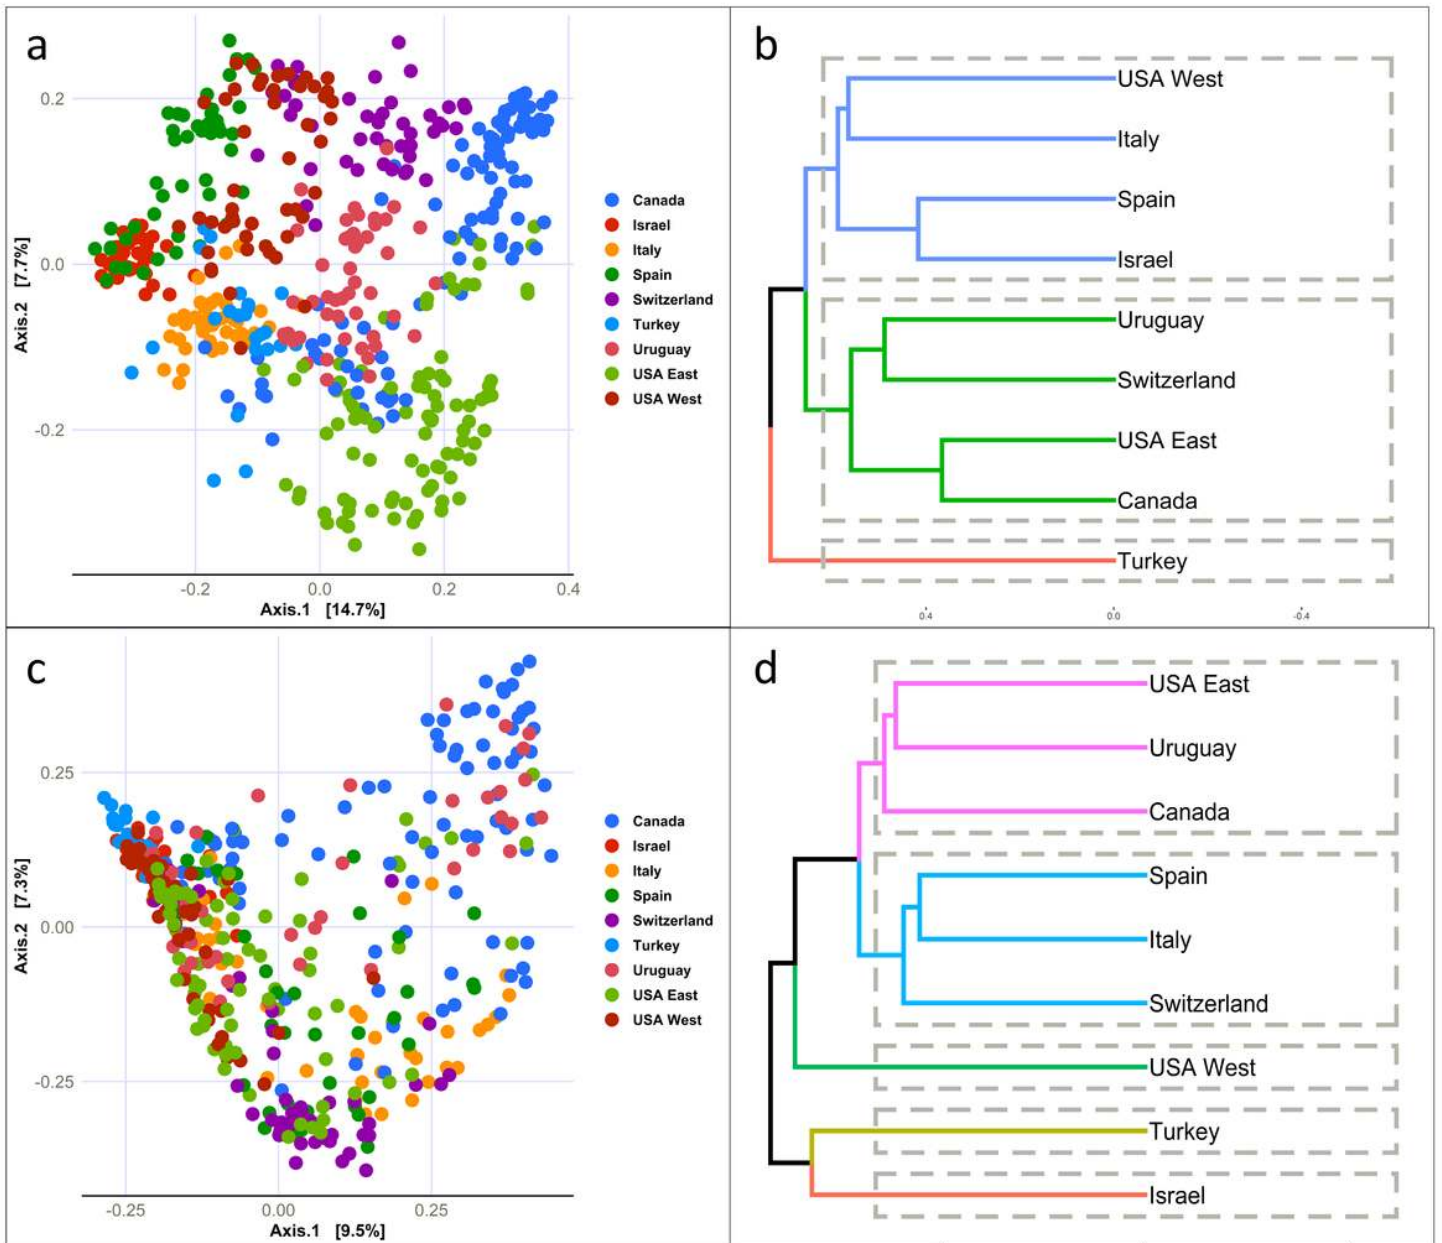 a
0.2
0.0
-0.2
Axis.2 [7.7%]
-0.2 0.0 0.2 0.4
Axis.1 [14.7%]
Canada
Israel
Italy
Spain
Switzerland
Turkey
Uruguay
USA East
USA West
b
USA West
Italy
Spain
Israel
Uruguay
Switzerland
USA East
Canada
Turkey
0.4 0.0 -0.4
c
0.25
0.00
-0.25
Axis.2 [7.3%]
-0.25 0.00 0.25
Axis.1 [9.5%]
Canada
Israel
Italy
Spain
Switzerland
Turkey
Uruguay
USA East
USA West
d
USA East
Uruguay
Canada
Spain
Italy
Switzerland
USA West
Turkey
Israel